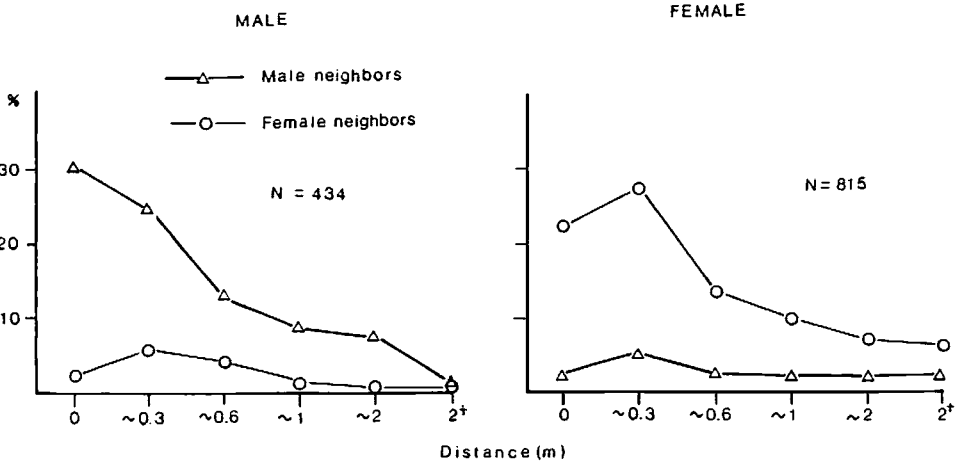 MALE
FEMALE
Male neighbors
Female neighbors
%
30
20
10
N = 434
N=815
0 ~0.3 ~0.6 ~1 ~2 2+
0 ~0.3 ~0.6 ~1 ~2 2+
Distance (m)